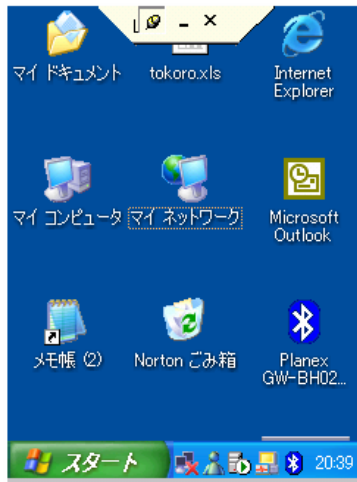 マイ ドキュメント
tokoro.xls
Internet
Explorer
マイ コンピュータ
マイ ネットワーク
Microsoft
Outlook
メモ帳 (2)
Norton ごみ箱
Planex
GW-BH02...
スタート
20:39